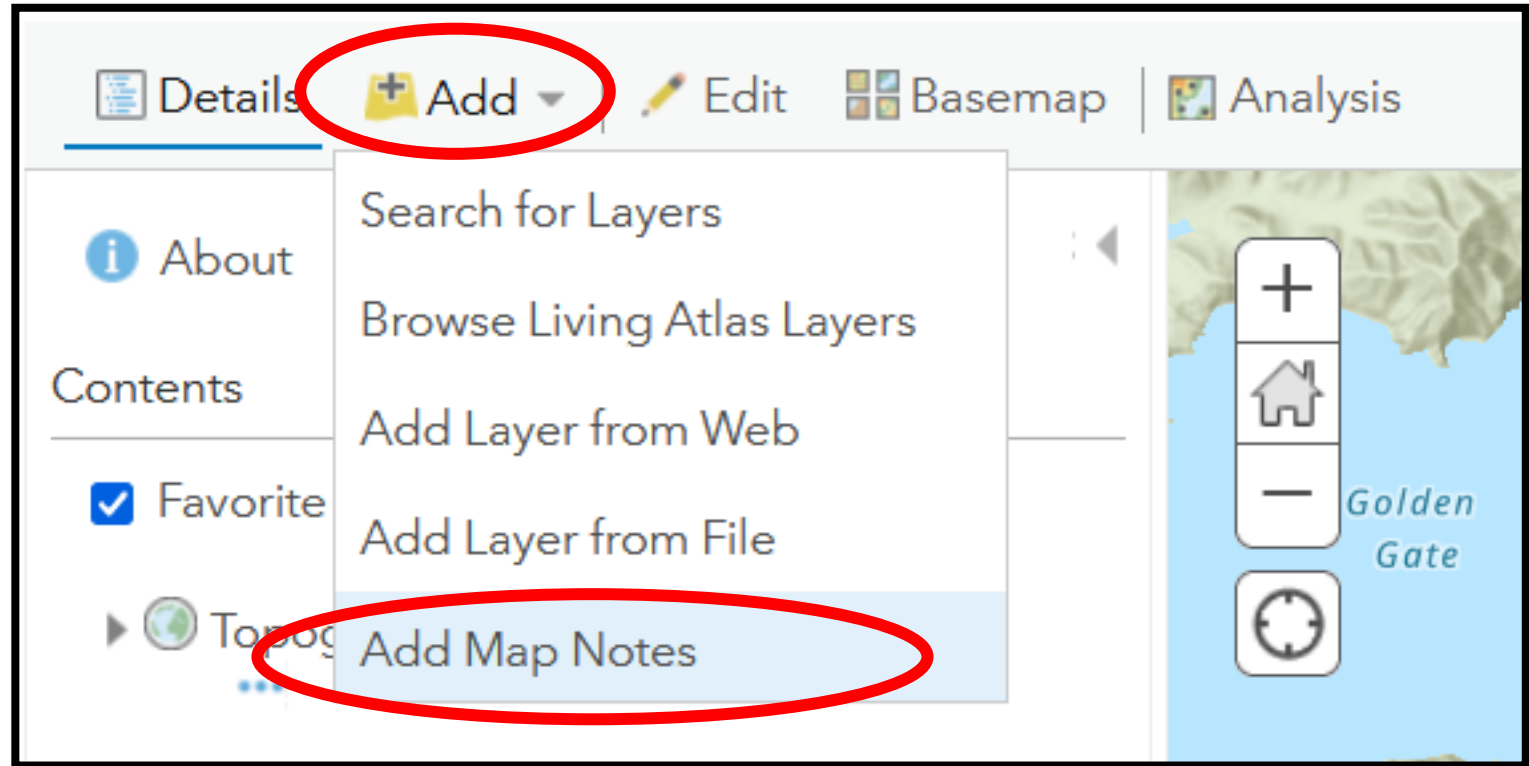 Details Add Edit Basemap Analysis
Search for Layers
About
Browse Living Atlas Layers
Contents
Add Layer from Web
Favorite
Add Layer from File
Topog
Add Map Notes
Golden
Gate